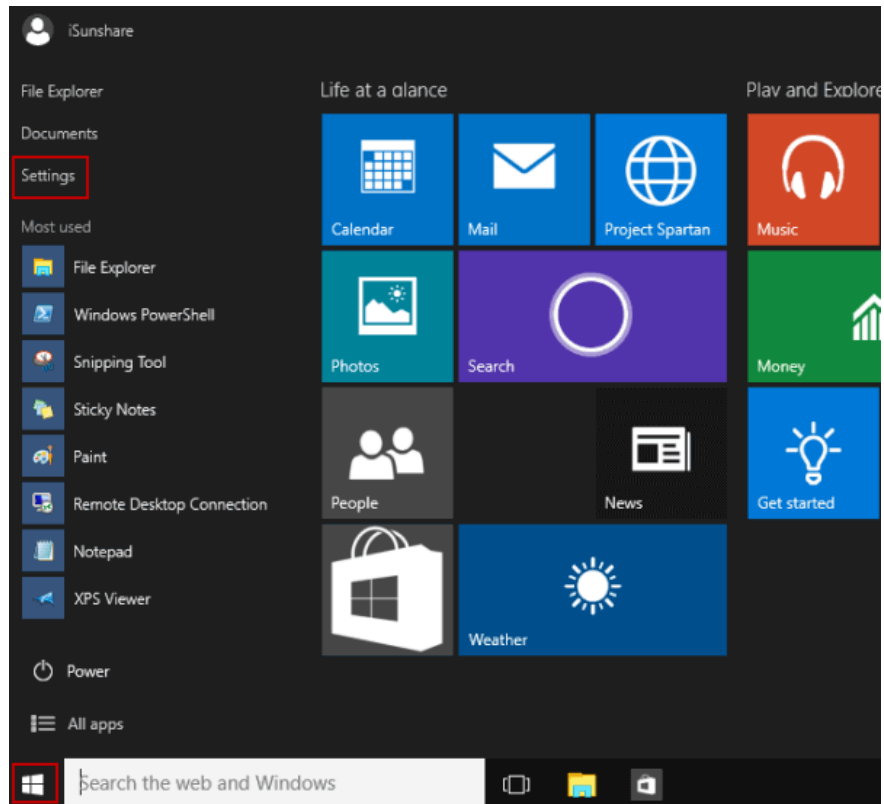 iSunshare
File Explorer
Documents
Settings
Most used
File Explorer
Windows PowerShell
Snipping Tool
Sticky Notes
Paint
Remote Desktop Connection
Notepad
XPS Viewer
Power
All apps
Life at a glance
Calendar
Mail
Project Spartan
Photos
Search
People
News
Weather
Play and Explore
Music
Money
Get started
Search the web and Windows